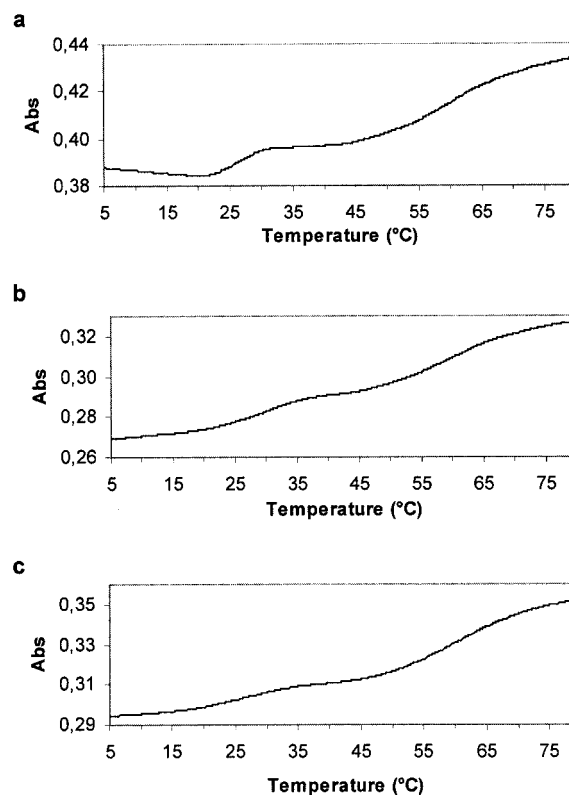 a
0,44
0,42
0,40
0,38
Abs
5 15 25 35 45 55 65 75
Temperature (°C)
b
0,32
0,30
0,28
0,26
Abs
5 15 25 35 45 55 65 75
Temperature (°C)
c
0,35
0,33
0,31
0,29
Abs
5 15 25 35 45 55 65 75
Temperature (°C)